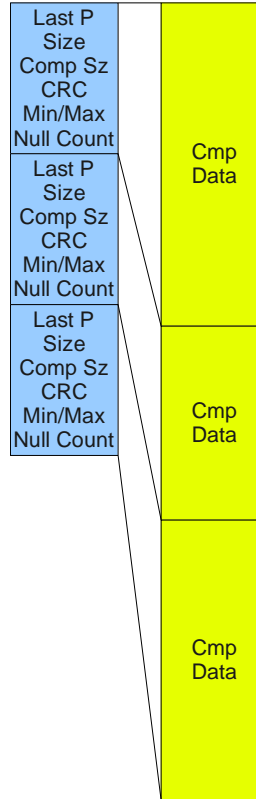 Last P
Size
Comp Sz
CRC
Min/Max
Null Count
Last P
Size
Comp Sz
CRC
Min/Max
Null Count
Last P
Size
Comp Sz
CRC
Min/Max
Null Count
Cmp
Data
Cmp
Data
Cmp
Data